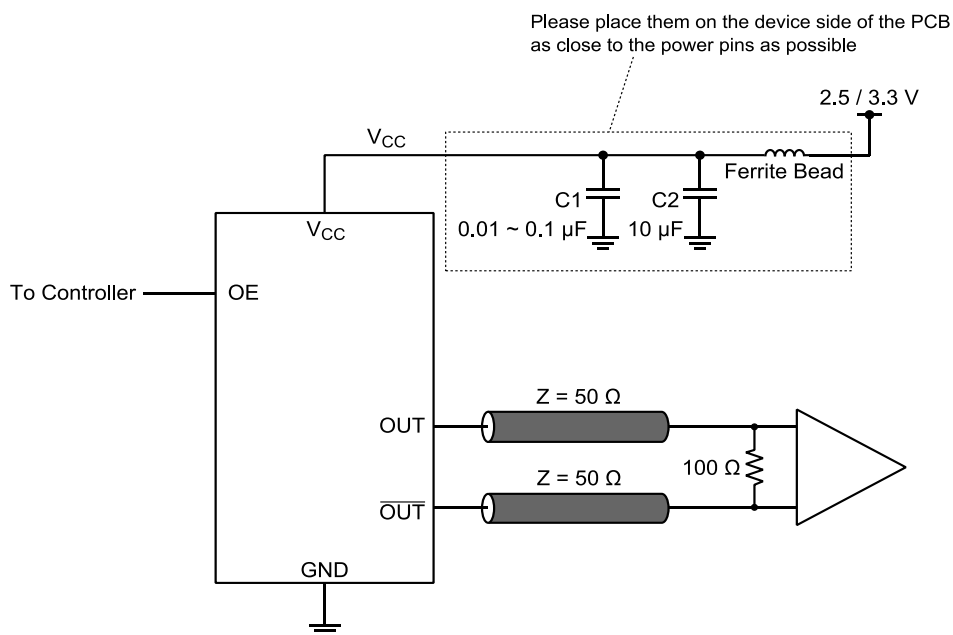 Please place them on the device side of the PCB
as close to the power pins as possible
2.5 / 3.3 V
VCC
Ferrite Bead
C1
0.01 ~ 0.1 µF
C2
10 µF
VCC
To Controller
OE
Z = 50 Ω
OUT
100 Ω
Z = 50 Ω
OUT
GND